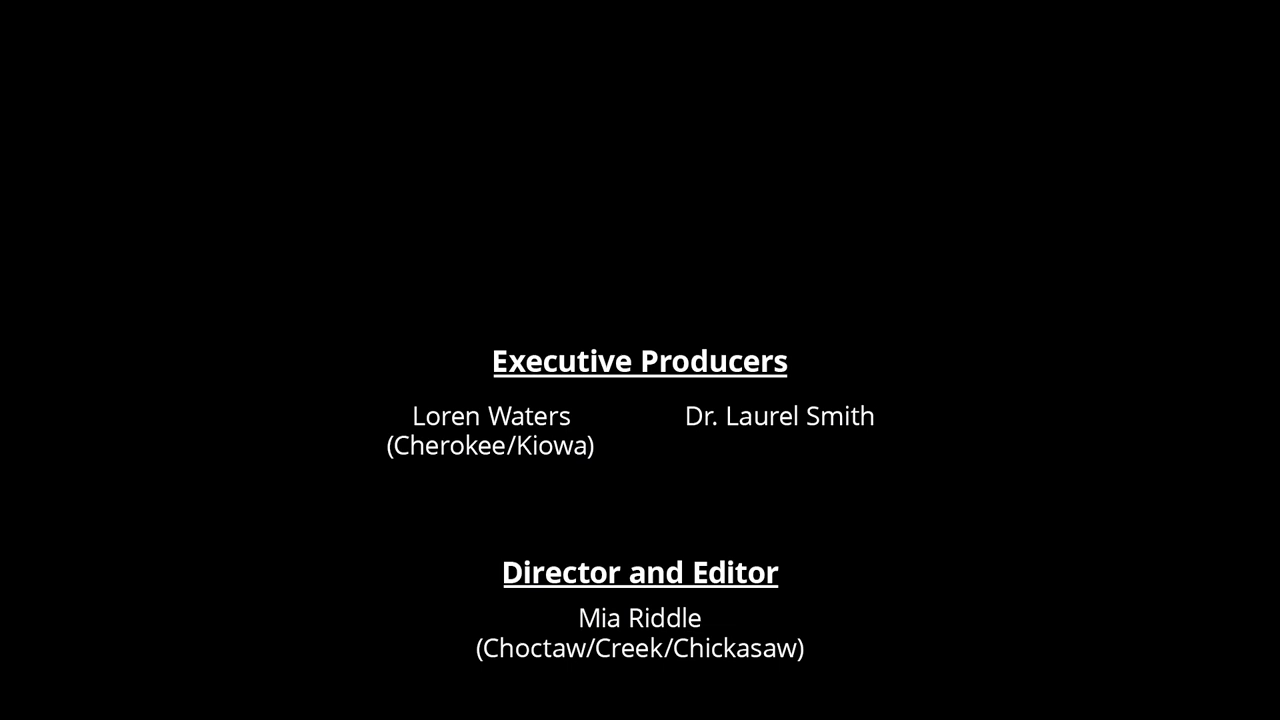 Executive Producers
Loren Waters
(Cherokee/Kiowa)
Dr. Laurel Smith
Director and Editor
Mia Riddle
(Choctaw/Creek/Chickasaw)